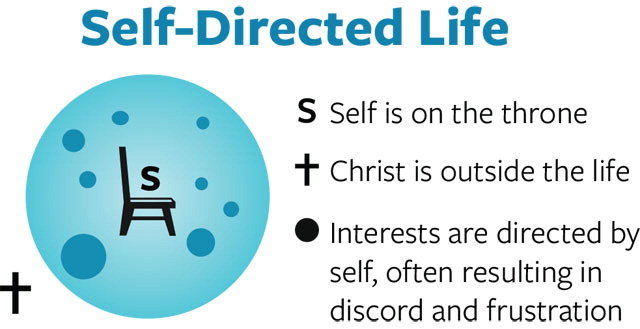 Self-Directed Life
S
S Self is on the throne
† Christ is outside the life
● Interests are directed by
self, often resulting in
discord and frustration